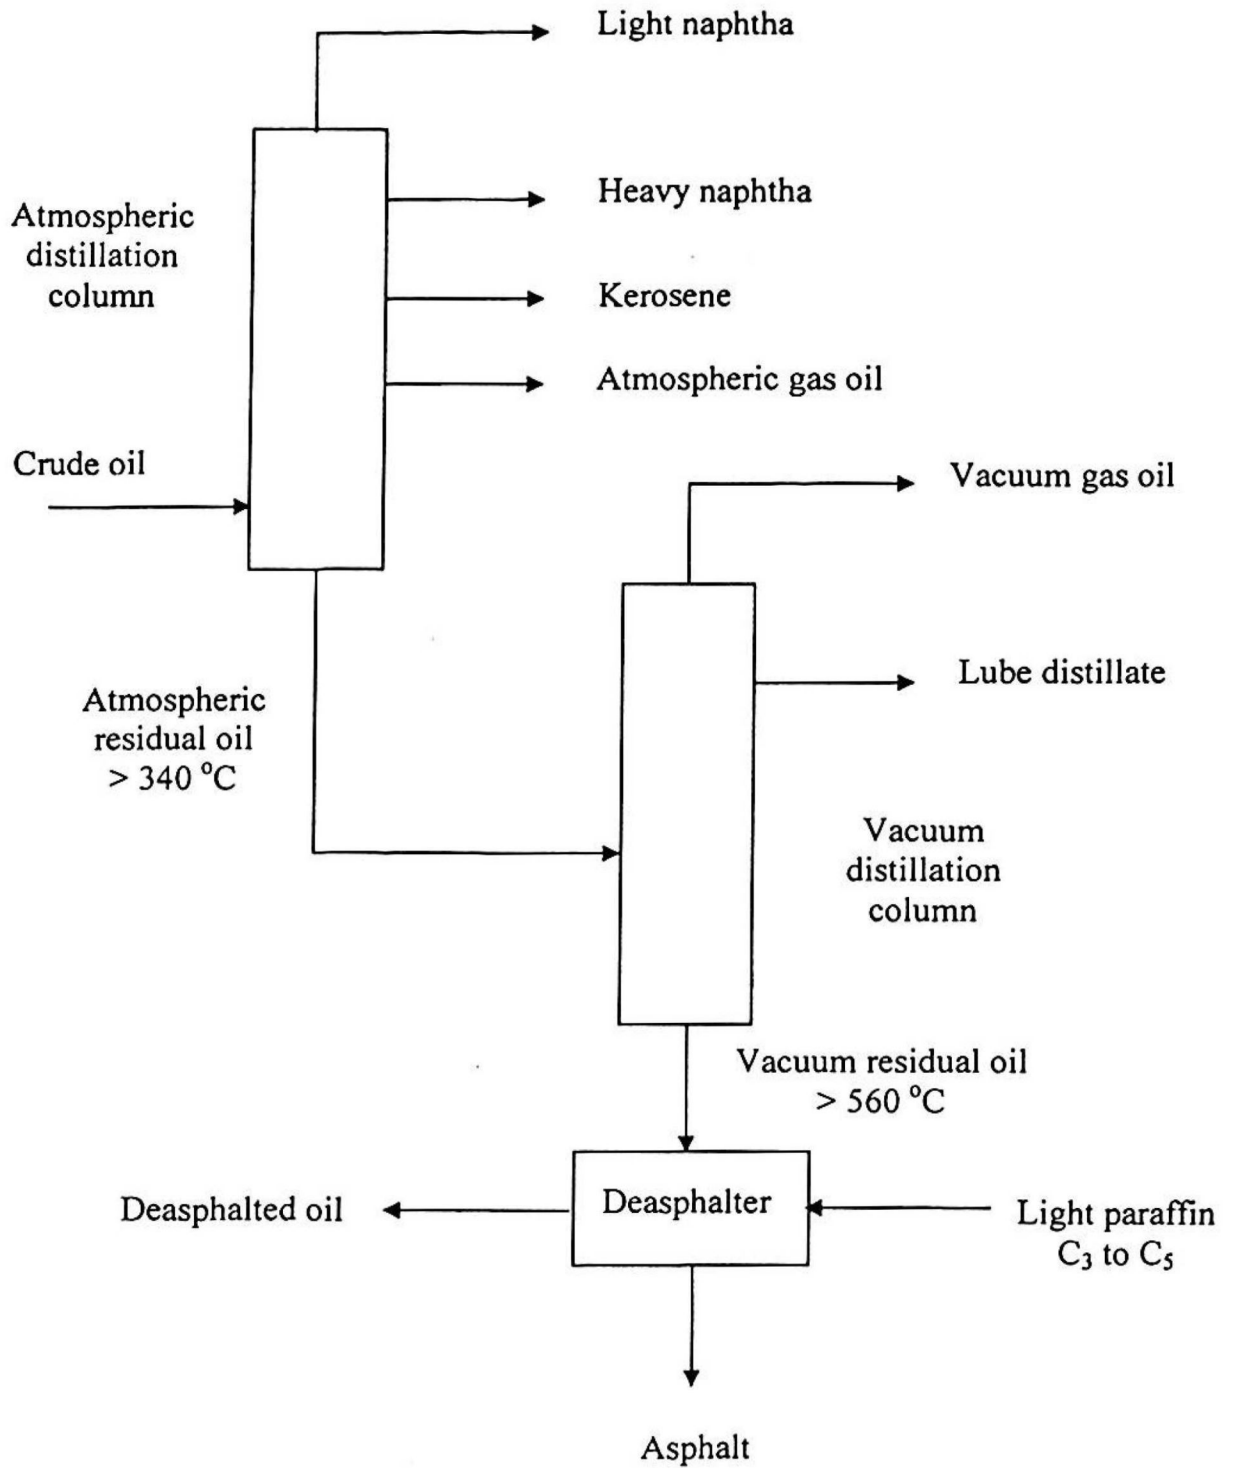 Light naphtha
Heavy naphtha
Atmospheric
distillation
column
Kerosene
Atmospheric gas oil
Crude oil
Vacuum gas oil
Lube distillate
Atmospheric
residual oil
> 340 °C
Vacuum
distillation
column
Vacuum residual oil
> 560 °C
Deasphalter
Deasphalted oil
Light paraffin
C₃ to C₅
Asphalt